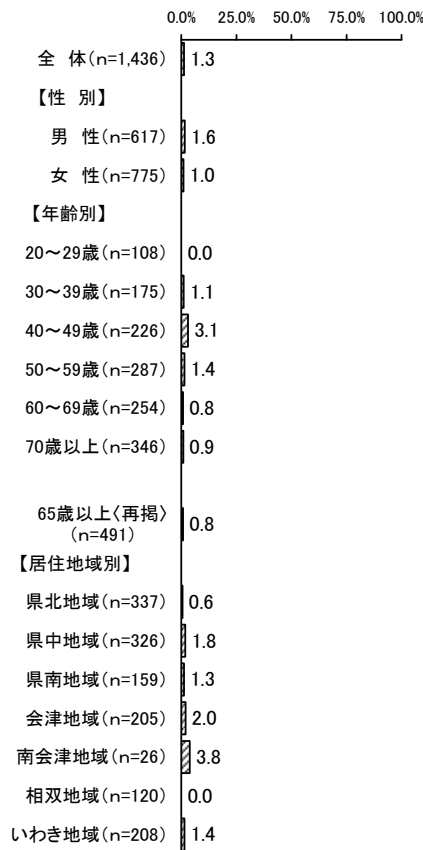 0.0% 25.0% 50.0% 75.0% 100.0%
全 体(n=1,436) 1.3
【性 別】
男 性(n=617) 1.6
女 性(n=775) 1.0
【年齢別】
20～29歳(n=108) 0.0
30～39歳(n=175) 1.1
40～49歳(n=226) 3.1
50～59歳(n=287) 1.4
60～69歳(n=254) 0.8
70歳以上(n=346) 0.9
65歳以上〈再掲〉
(n=491) 0.8
【居住地域別】
県北地域(n=337) 0.6
県中地域(n=326) 1.8
県南地域(n=159) 1.3
会津地域(n=205) 2.0
南会津地域(n=26) 3.8
相双地域(n=120) 0.0
いわき地域(n=208) 1.4